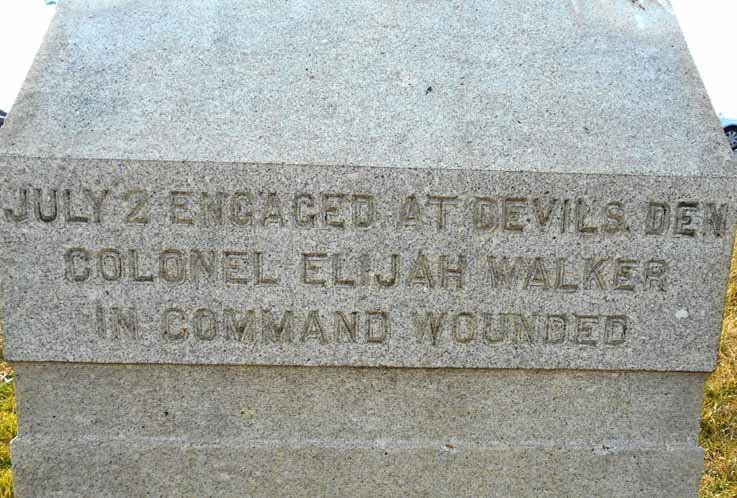 JULY 2 ENGAGED AT DEVILS DEN
COLONEL ELIJAH WALKER
IN COMMAND WOUNDED